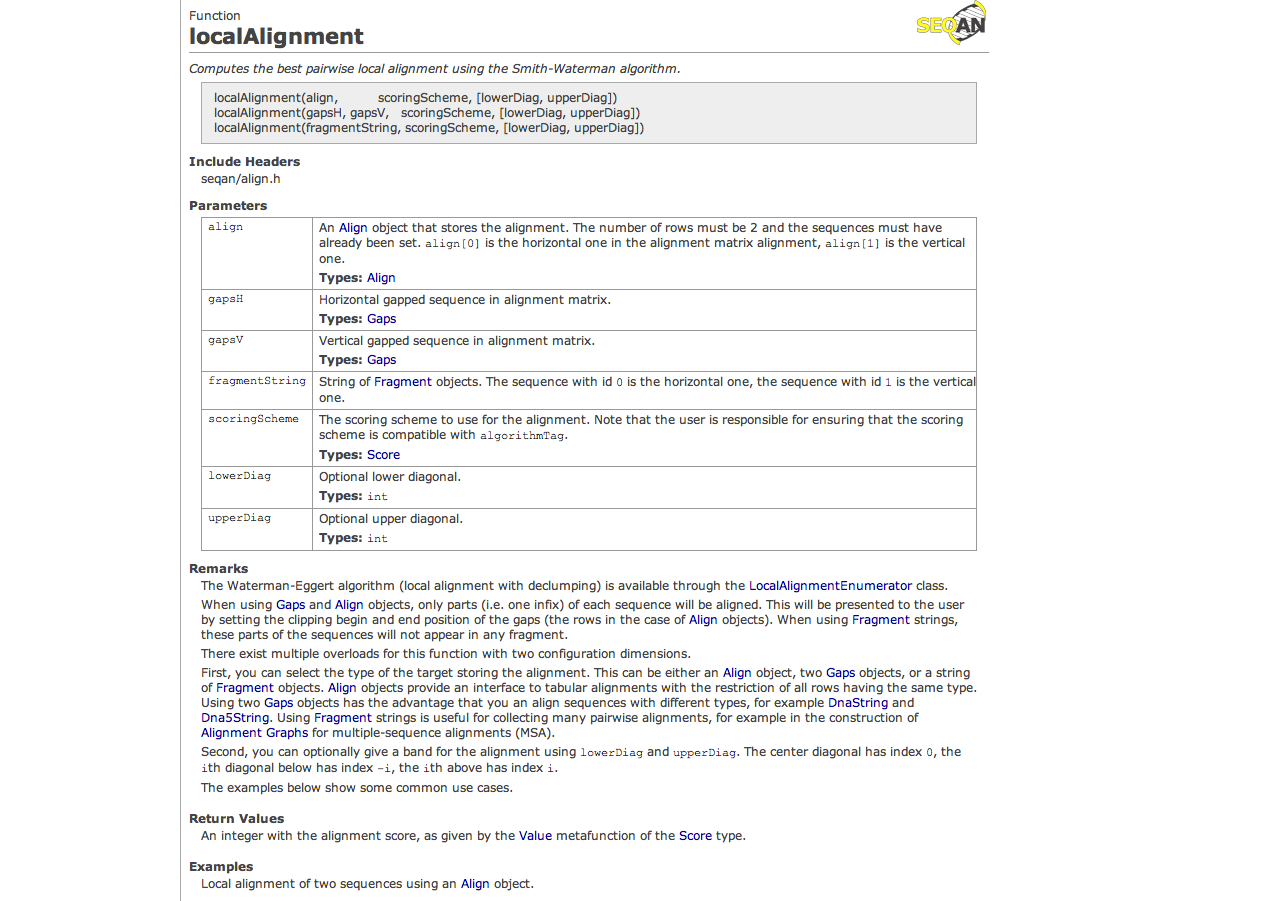 Function
localAlignment
SEQAN
Computes the best pairwise local alignment using the Smith-Waterman algorithm.
localAlignment(align, scoringScheme, [lowerDiag, upperDiag])
localAlignment(gapsH, gapsV, scoringScheme, [lowerDiag, upperDiag])
localAlignment(fragmentString, scoringScheme, [lowerDiag, upperDiag])
Include Headers
seqan/align.h
Parameters
align
An Align object that stores the alignment. The number of rows must be 2 and the sequences must have
already been set. align[0] is the horizontal one in the alignment matrix alignment, align[1] is the vertical
one.
Types: Align
gapsH
Horizontal gapped sequence in alignment matrix.
Types: Gaps
gapsV
Vertical gapped sequence in alignment matrix.
Types: Gaps
fragmentString
String of Fragment objects. The sequence with id 0 is the horizontal one, the sequence with id 1 is the vertical
one.
scoringScheme
The scoring scheme to use for the alignment. Note that the user is responsible for ensuring that the scoring
scheme is compatible with algorithmTag.
Types: Score
lowerDiag
Optional lower diagonal.
Types: int
upperDiag
Optional upper diagonal.
Types: int
Remarks
The Waterman-Eggert algorithm (local alignment with declumping) is available through the LocalAlignmentEnumerator class.
When using Gaps and Align objects, only parts (i.e. one infix) of each sequence will be aligned. This will be presented to the user
by setting the clipping begin and end position of the gaps (the rows in the case of Align objects). When using Fragment strings,
these parts of the sequences will not appear in any fragment.
There exist multiple overloads for this function with two configuration dimensions.
First, you can select the type of the target storing the alignment. This can be either an Align object, two Gaps objects, or a string
of Fragment objects. Align objects provide an interface to tabular alignments with the restriction of all rows having the same type.
Using two Gaps objects has the advantage that you an align sequences with different types, for example DnaString and
Dna5String. Using Fragment strings is useful for collecting many pairwise alignments, for example in the construction of
Alignment Graphs for multiple-sequence alignments (MSA).
Second, you can optionally give a band for the alignment using lowerDiag and upperDiag. The center diagonal has index 0, the
ith diagonal below has index -i, the ith above has index i.
The examples below show some common use cases.
Return Values
An integer with the alignment score, as given by the Value metafunction of the Score type.
Examples
Local alignment of two sequences using an Align object.